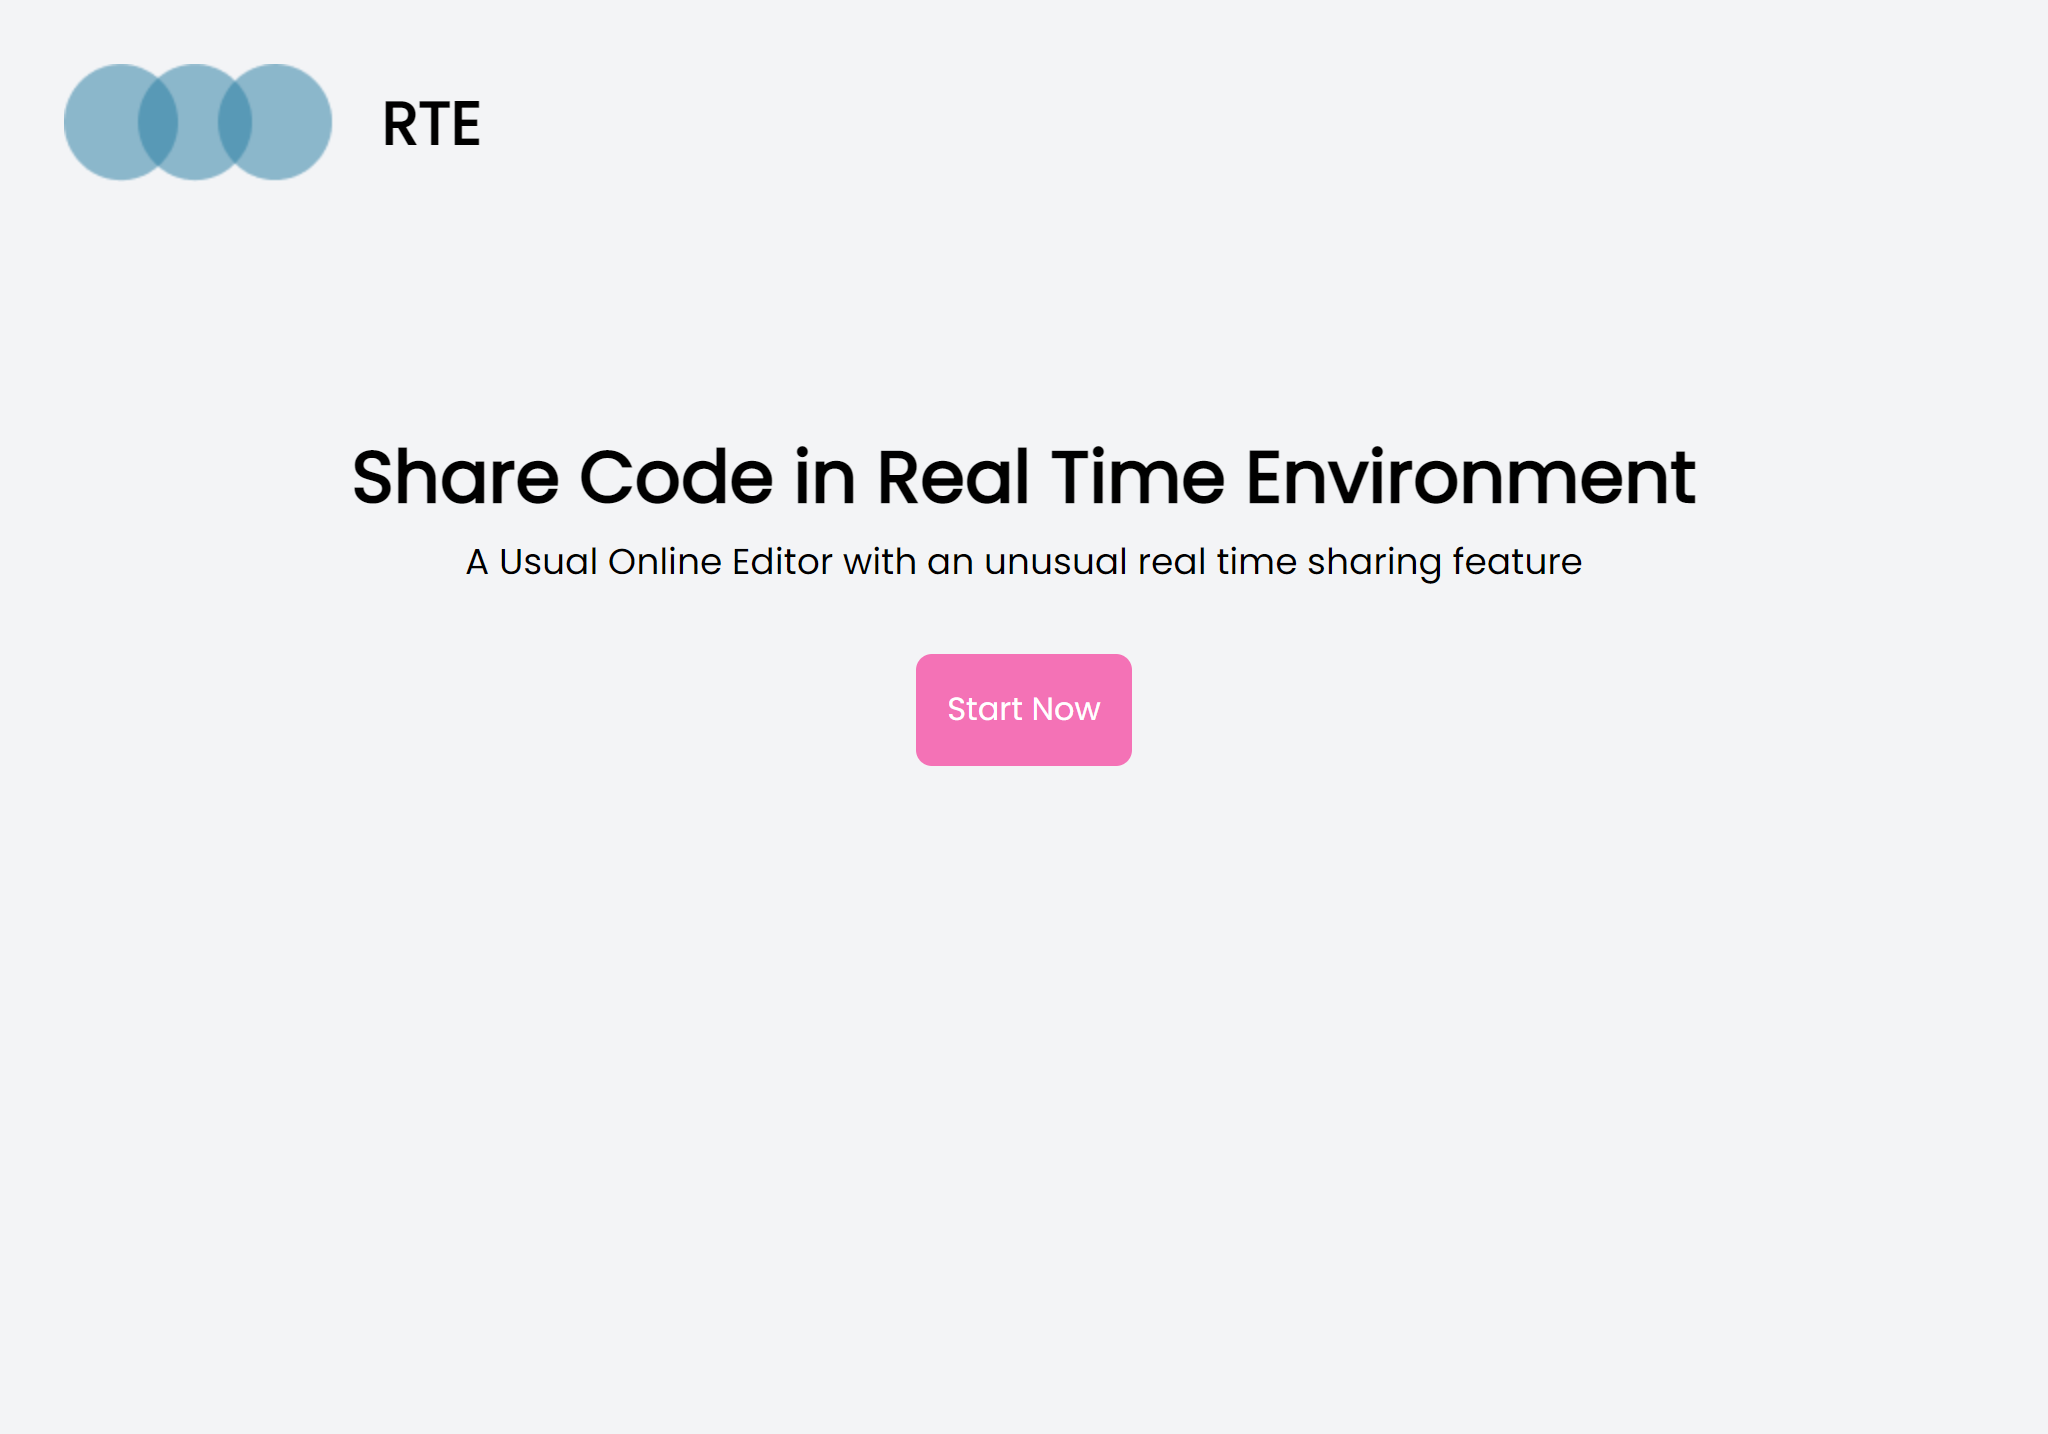 RTE
Share Code in Real Time Environment
A Usual Online Editor with an unusual real time sharing feature
Start Now